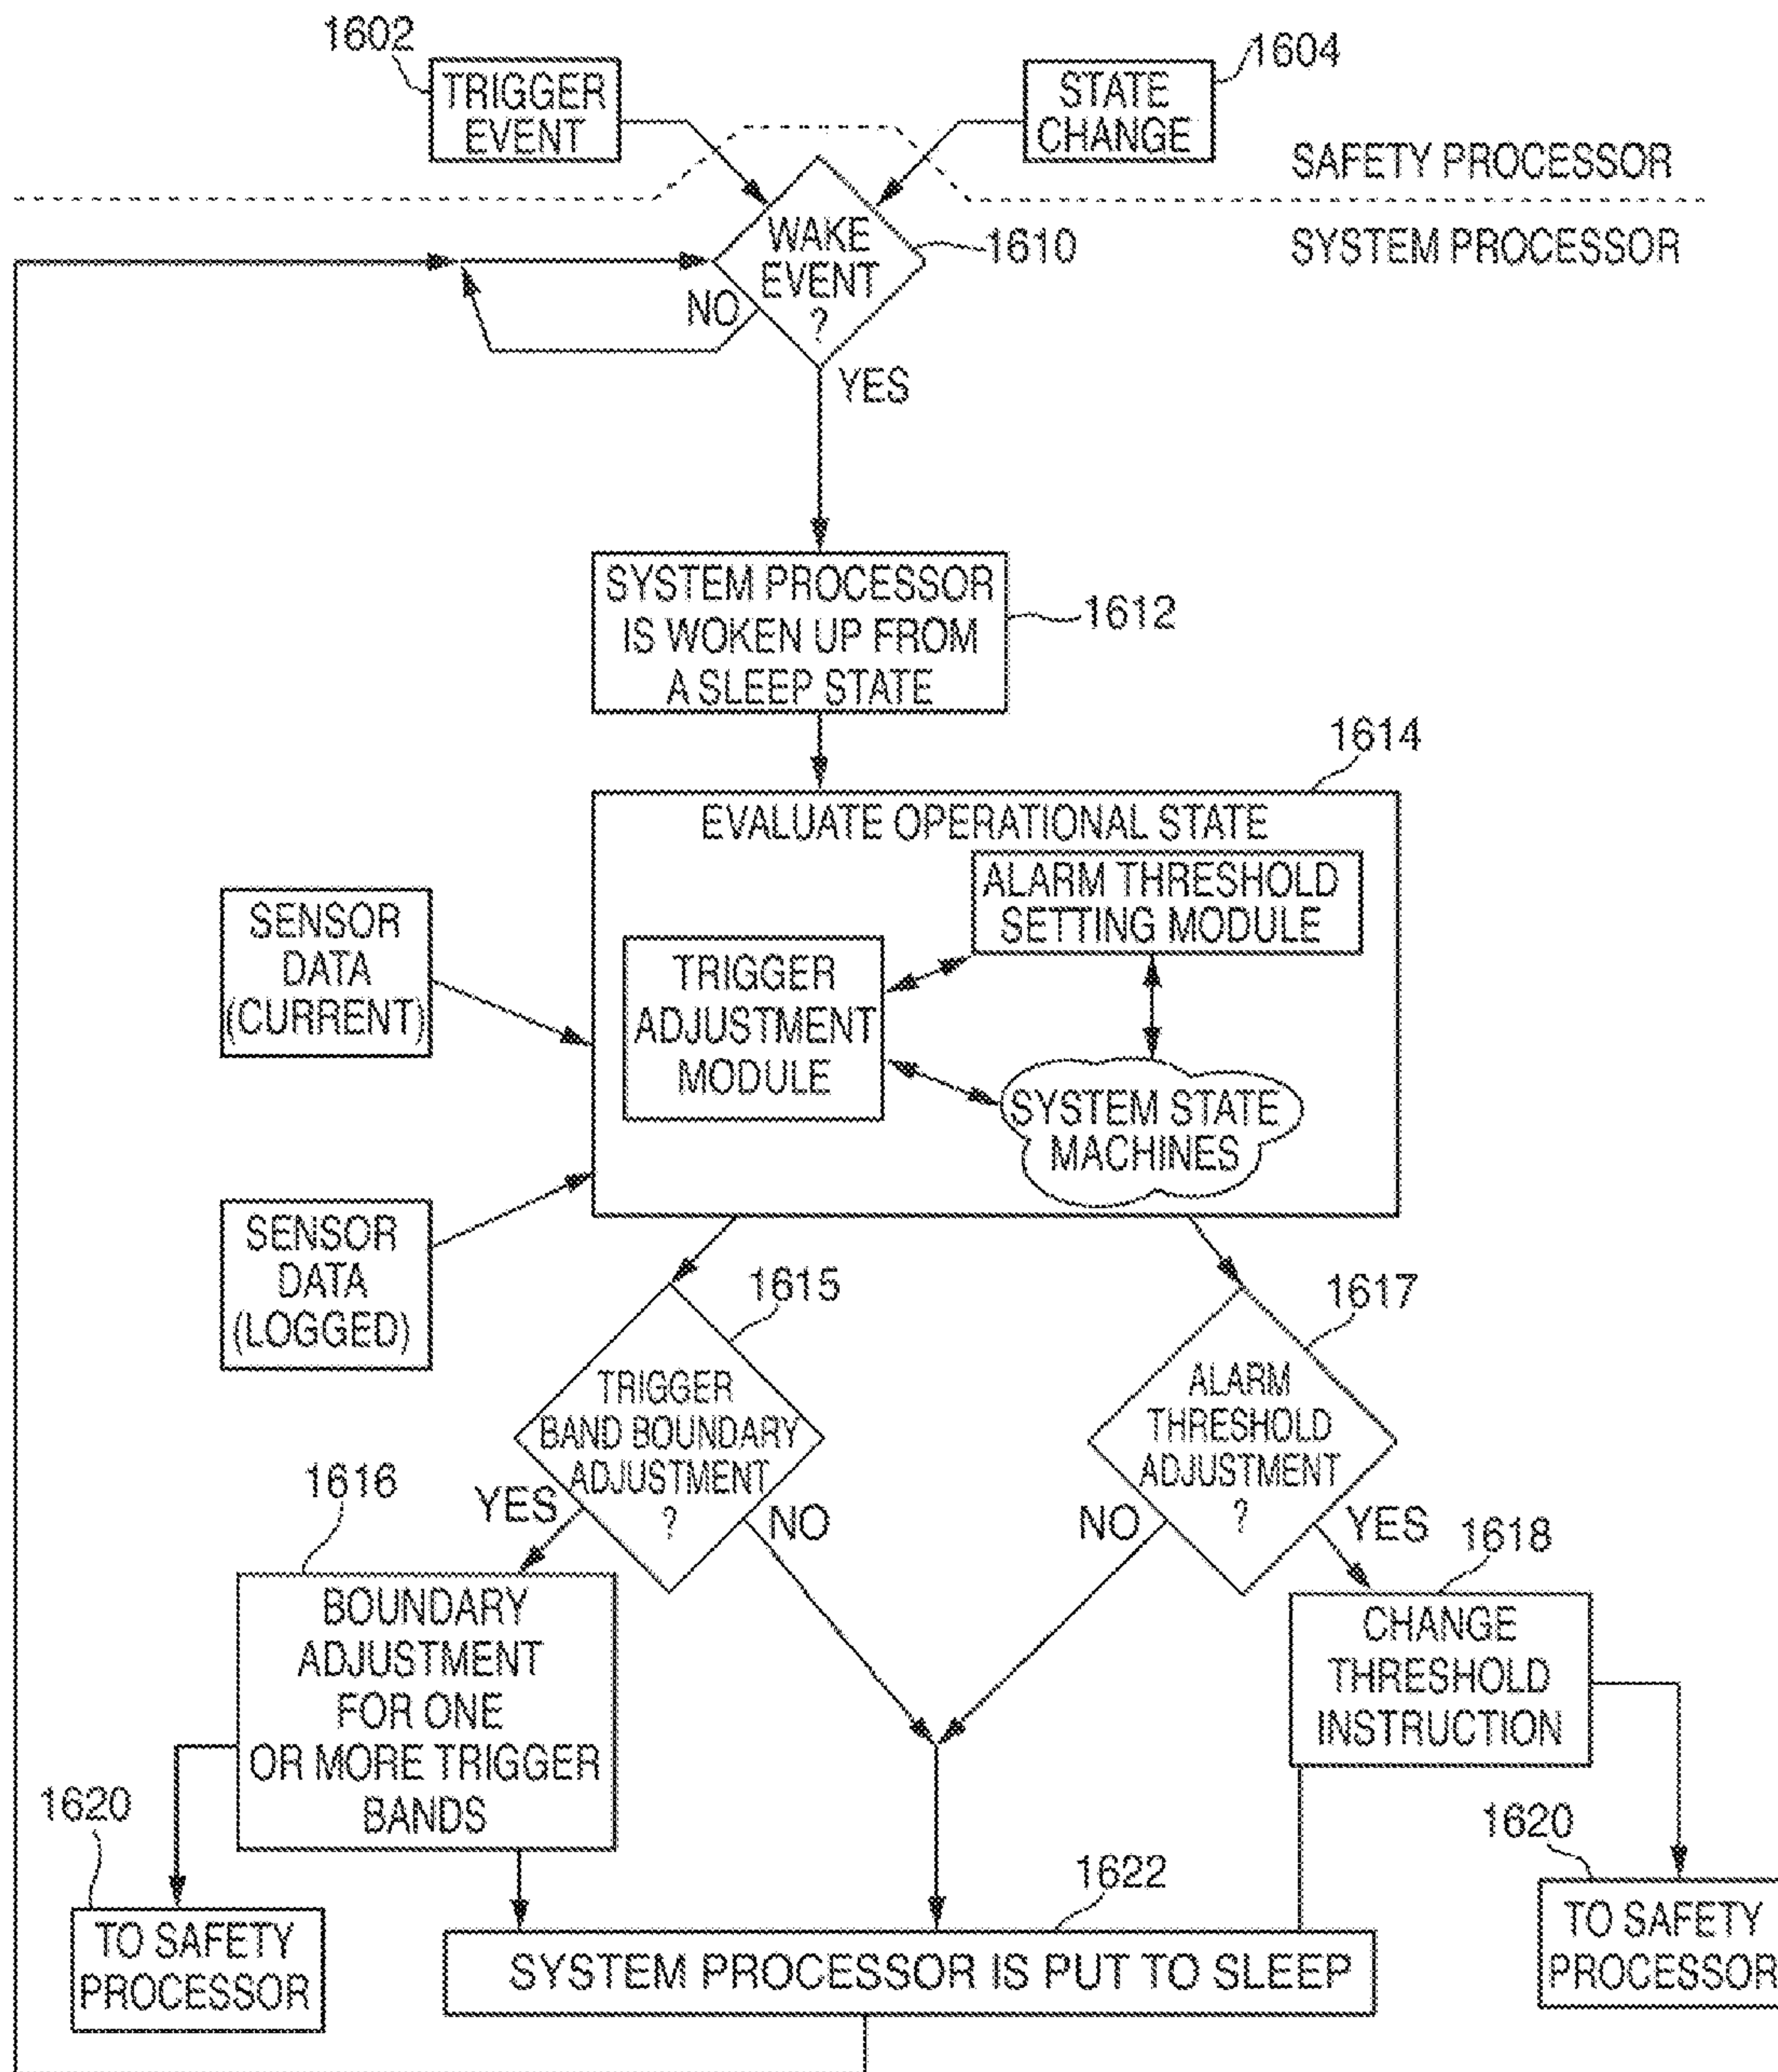 1602
TRIGGER
EVENT
1604
STATE
CHANGE
SAFETY PROCESSOR
SYSTEM PROCESSOR
WAKE
EVENT
?
1610
NO
YES
SYSTEM PROCESSOR
IS WOKEN UP FROM
A SLEEP STATE
1612
1614
EVALUATE OPERATIONAL STATE
ALARM THRESHOLD
SETTING MODULE
TRIGGER
ADJUSTMENT
MODULE
SYSTEM STATE
MACHINES
SENSOR
DATA
(CURRENT)
SENSOR
DATA
(LOGGED)
1615
TRIGGER
BAND BOUNDARY
ADJUSTMENT
?
YES
NO
1617
ALARM
THRESHOLD
ADJUSTMENT
?
NO
YES
1616
BOUNDARY
ADJUSTMENT
FOR ONE
OR MORE TRIGGER
BANDS
1618
CHANGE
THRESHOLD
INSTRUCTION
1620
TO SAFETY
PROCESSOR
1622
SYSTEM PROCESSOR IS PUT TO SLEEP
1620
TO SAFETY
PROCESSOR